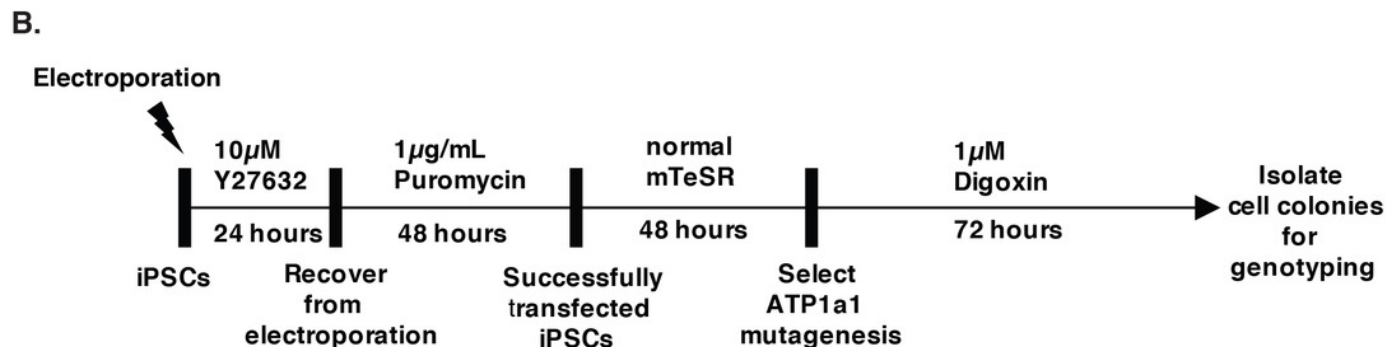 B.
Electroporation
10µM
Y27632
24 hours
1µg/mL
Puromycin
48 hours
normal
mTeSR
48 hours
1µM
Digoxin
72 hours
iPSCs
Recover
from
electroporation
Successfully
transfected
iPSCs
Select
ATP1a1
mutagenesis
Isolate
cell colonies
for
genotyping